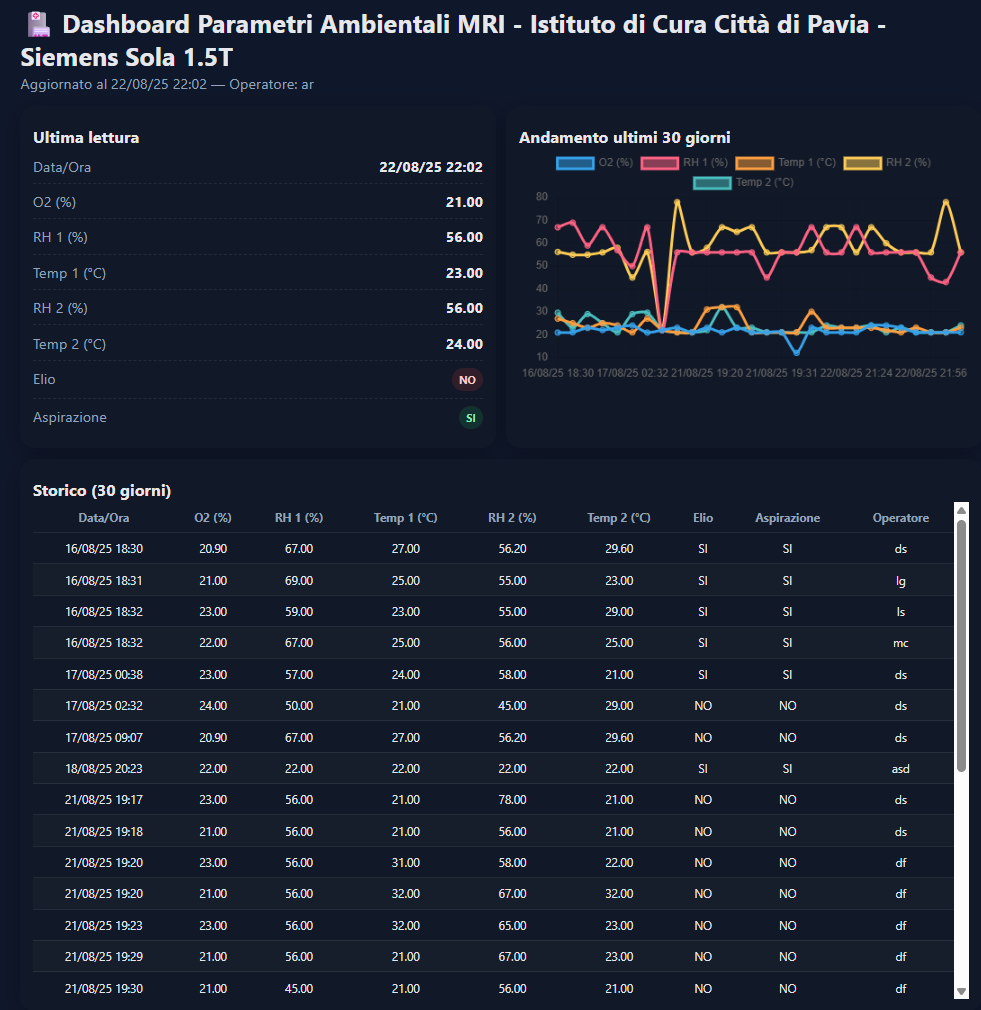 Dashboard Parametri Ambientali MRI - Istituto di Cura Città di Pavia -
Siemens Sola 1.5T
Aggiornato al 22/08/25 22:02 — Operatore: ar
Ultima lettura
Data/Ora 22/08/25 22:02
O2 (%) 21.00
RH 1 (%) 56.00
Temp 1 (°C) 23.00
RH 2 (%) 56.00
Temp 2 (°C) 24.00
Elio NO
Aspirazione SI
Andamento ultimi 30 giorni
O2 (%) RH 1 (%) Temp 1 (°C) RH 2 (%)
Temp 2 (°C)
80
70
60
50
40
30
20
10
16/08/25 18:30 17/08/25 02:32 21/08/25 19:20 21/08/25 19:31 22/08/25 21:24 22/08/25 21:56
Storico (30 giorni)
Data/Ora O2 (%) RH 1 (%) Temp 1 (°C) RH 2 (%) Temp 2 (°C) Elio Aspirazione Operatore
16/08/25 18:30 20.90 67.00 27.00 56.20 29.60 SI SI ds
16/08/25 18:31 21.00 69.00 25.00 55.00 23.00 SI SI lg
16/08/25 18:32 23.00 59.00 23.00 55.00 29.00 SI SI ls
16/08/25 18:32 22.00 67.00 25.00 56.00 25.00 SI SI mc
17/08/25 00:38 23.00 57.00 24.00 58.00 21.00 SI SI ds
17/08/25 02:32 24.00 50.00 21.00 45.00 29.00 NO NO ds
17/08/25 09:07 20.90 67.00 27.00 56.20 29.60 NO NO ds
18/08/25 20:23 22.00 22.00 22.00 22.00 22.00 SI SI asd
21/08/25 19:17 23.00 56.00 21.00 78.00 21.00 NO NO ds
21/08/25 19:18 21.00 56.00 21.00 56.00 21.00 NO NO ds
21/08/25 19:20 23.00 56.00 31.00 58.00 22.00 NO NO df
21/08/25 19:20 21.00 56.00 32.00 67.00 32.00 NO NO df
21/08/25 19:23 23.00 56.00 32.00 65.00 23.00 NO NO df
21/08/25 19:29 21.00 56.00 21.00 67.00 23.00 NO NO df
21/08/25 19:30 21.00 45.00 21.00 56.00 21.00 NO NO df